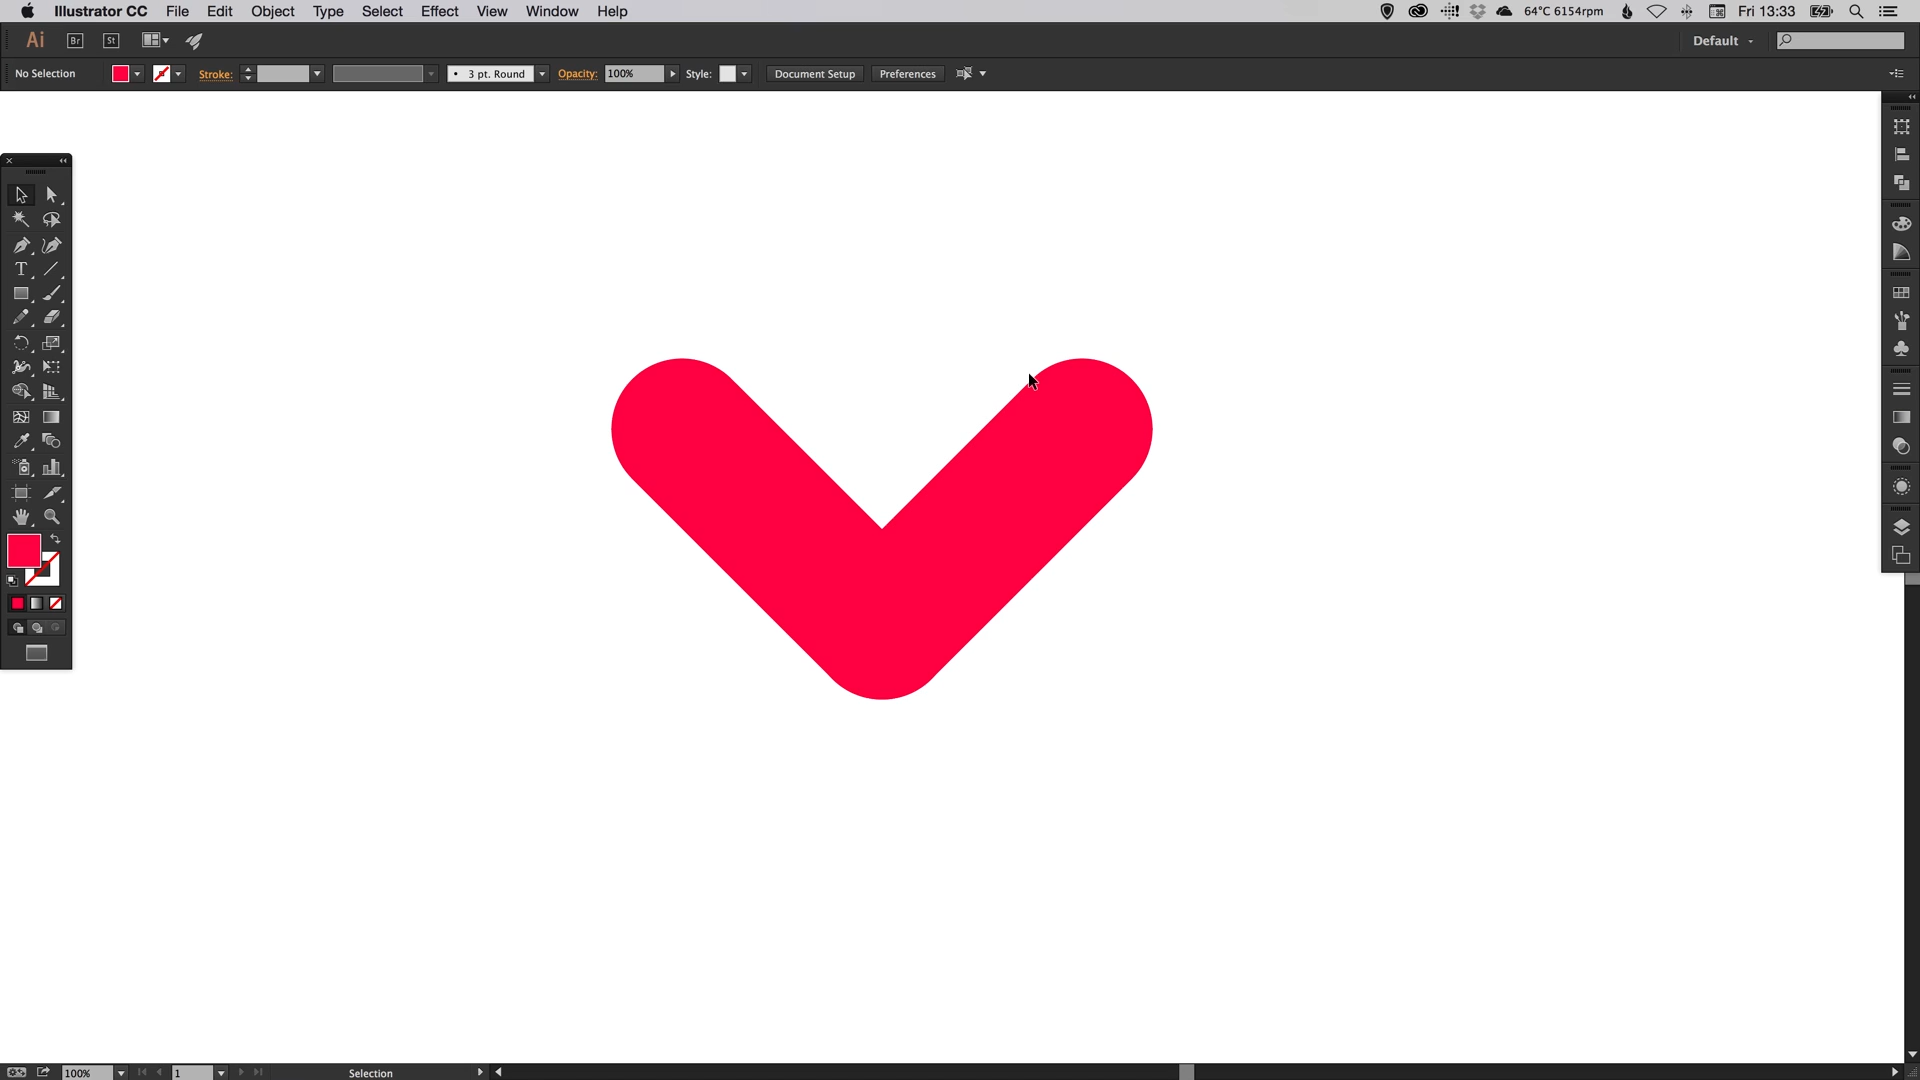 Illustrator CC File Edit Object Type Select Effect View Window Help 64°C 6154rpm Fri 13:33
Ai Br St Default
No Selection Stroke: 3 pt. Round Opacity: 100% Style: Document Setup Preferences
T
100% 1 Selection